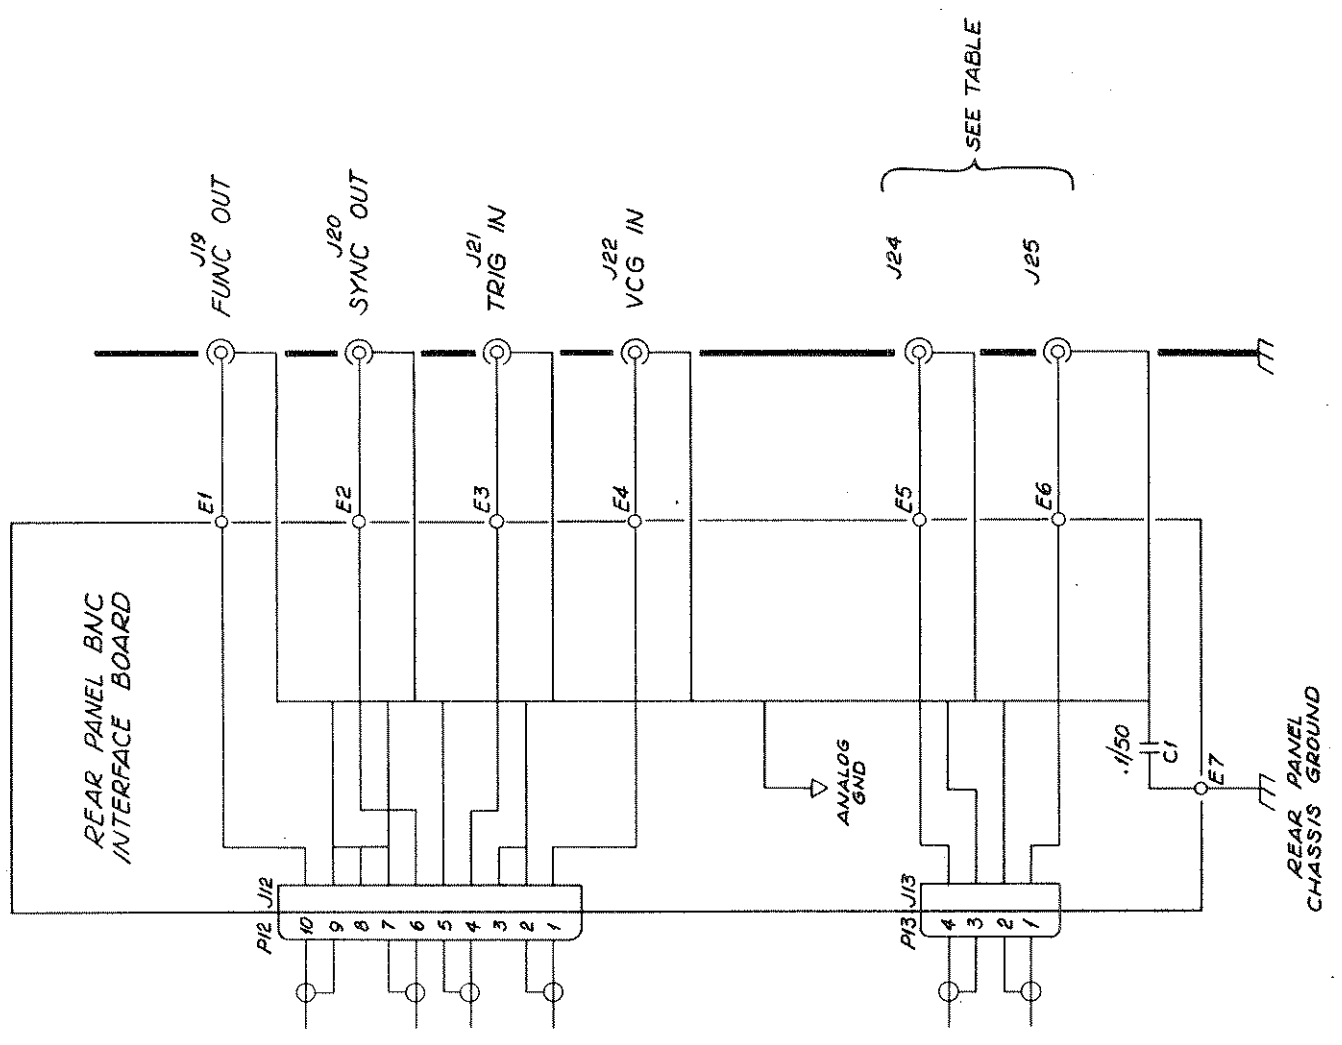 REAR PANEL BNC
INTERFACE BOARD
P12
J12
10
9
8
7
6
5
4
3
2
1
E1
E2
E3
E4
E5
E6
E7
J19
FUNC OUT
J20
SYNC OUT
J21
TRIG IN
J22
VCG IN
J24
J25
SEE TABLE
ANALOG
GND
P13
J13
4
3
2
1
.1/50
C1
REAR PANEL
CHASSIS GROUND